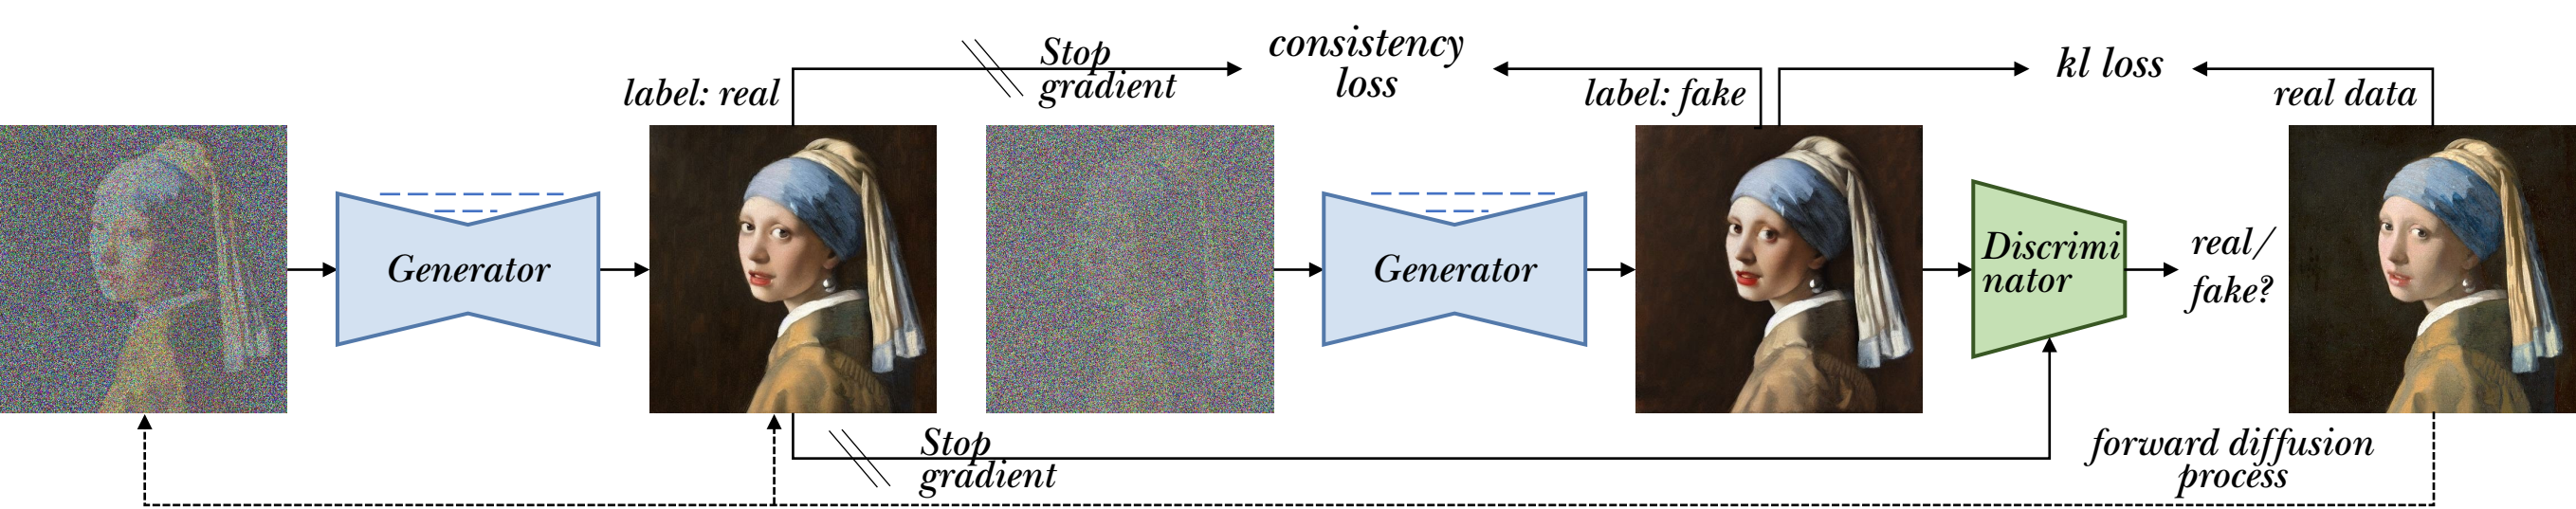 Stop
gradient
consistency
loss
kl loss
label: real
label: fake
real data
Generator
Generator
Discrimi
nator
real/
fake?
Stop
gradient
forward diffusion
process